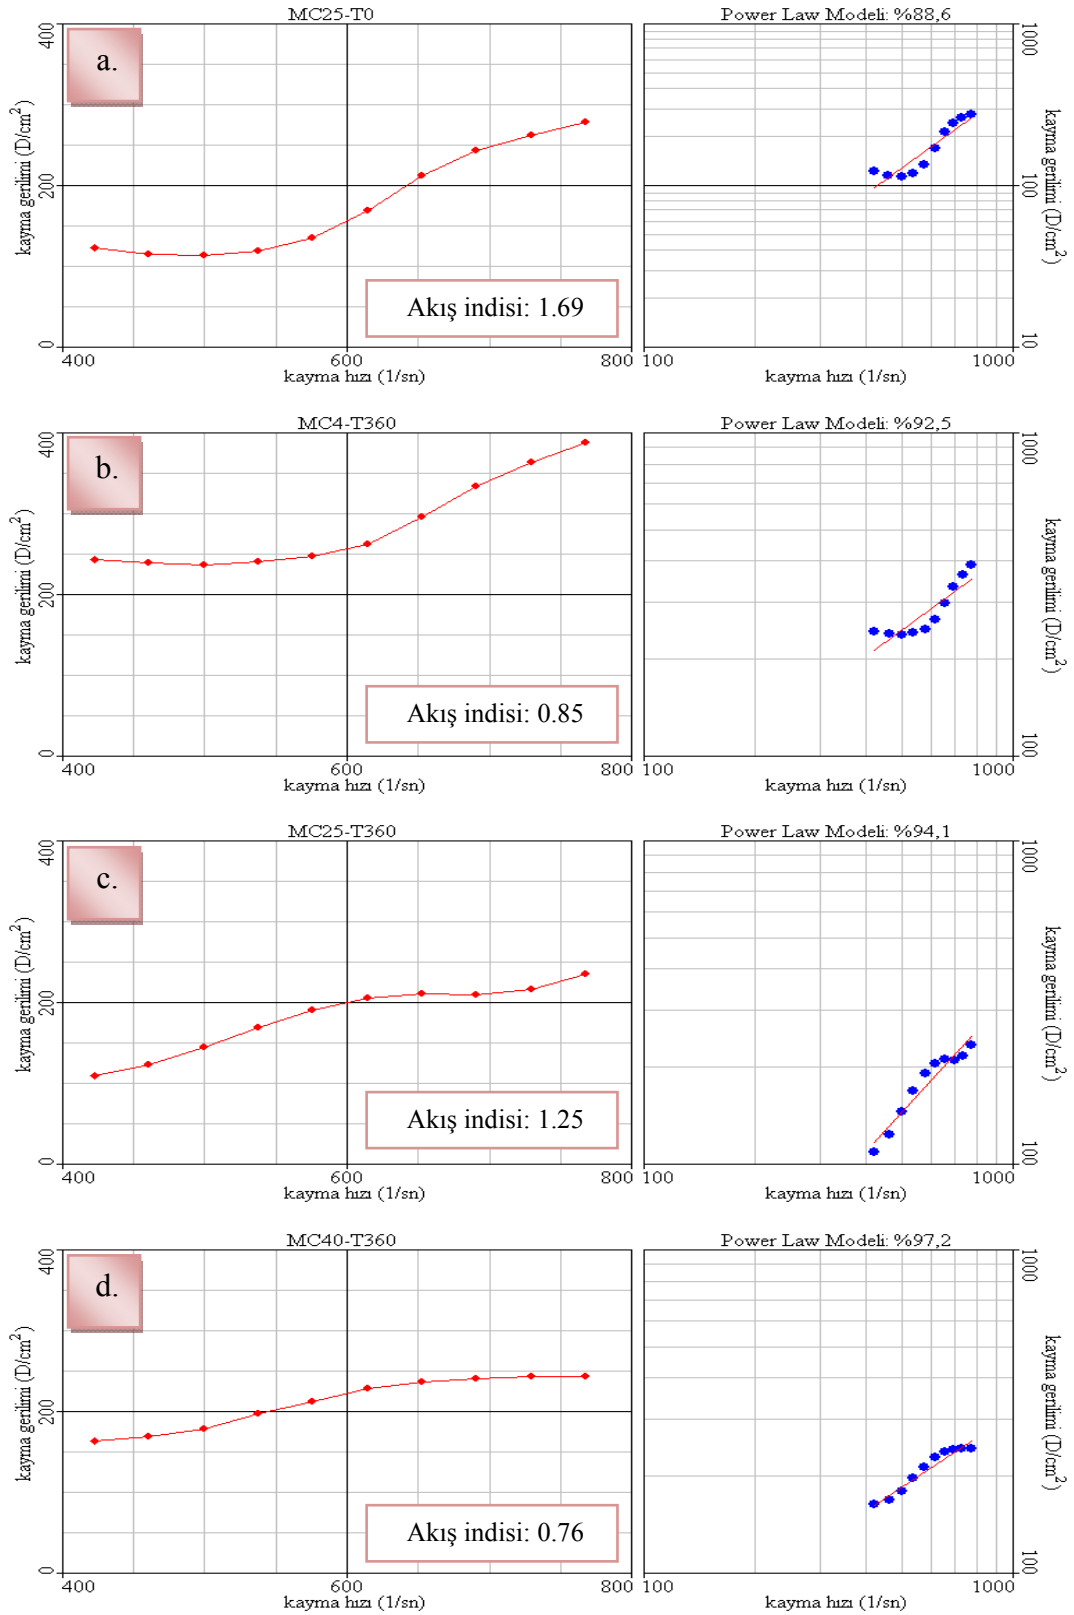 MC25-T0
Power Law Modeli: %88,6
a.
400
200
0
kayma gerilimi (D/cm²)
Akış indisi: 1.69
400
600
800
kayma hızı (1/sn)
1000
100
10
kayma gerilimi (D/cm²)
100
1000
kayma hızı (1/sn)
MC4-T360
Power Law Modeli: %92,5
b.
400
200
0
kayma gerilimi (D/cm²)
Akış indisi: 0.85
400
600
800
kayma hızı (1/sn)
1000
100
kayma gerilimi (D/cm²)
100
1000
kayma hızı (1/sn)
MC25-T360
Power Law Modeli: %94,1
c.
400
200
0
kayma gerilimi (D/cm²)
Akış indisi: 1.25
400
600
800
kayma hızı (1/sn)
1000
100
kayma gerilimi (D/cm²)
100
1000
kayma hızı (1/sn)
MC40-T360
Power Law Modeli: %97,2
d.
400
200
0
kayma gerilimi (D/cm²)
Akış indisi: 0.76
400
600
800
kayma hızı (1/sn)
1000
100
kayma gerilimi (D/cm²)
100
1000
kayma hızı (1/sn)